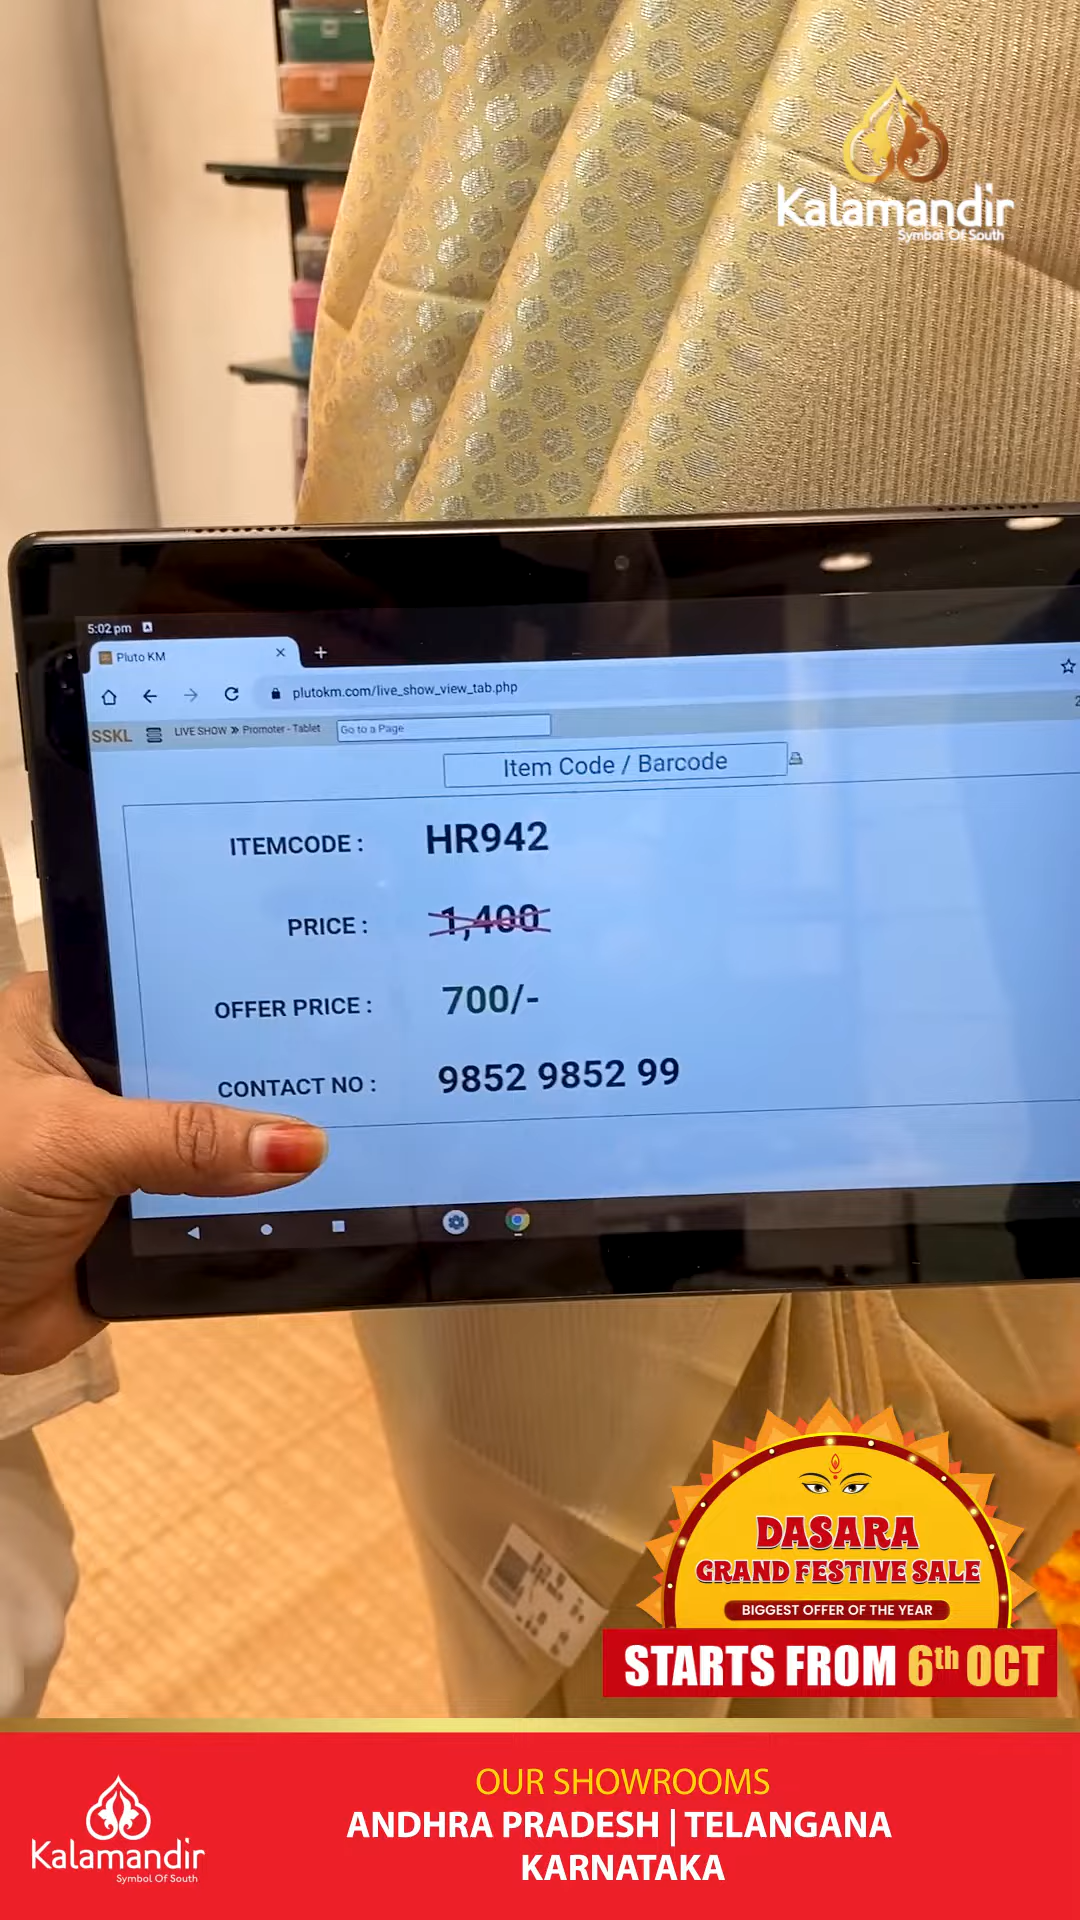 Kalamandir
Symbol Of South
5:02 pm
Pluto KM
plutokm.com/live_show_view_tab.php
SSKL
LIVE SHOW » Promoter - Tablet
Go to a Page
Item Code / Barcode
ITEMCODE : HR942
PRICE : 1,400
OFFER PRICE : 700/-
CONTACT NO : 9852 9852 99
DASARA
GRAND FESTIVE SALE
BIGGEST OFFER OF THE YEAR
STARTS FROM 6th OCT
OUR SHOWROOMS
ANDHRA PRADESH | TELANGANA
KARNATAKA
Kalamandir
Symbol Of South